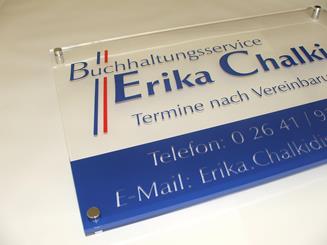 Buchhaltungsservice
Erika Chalki
Termine nach Vereinbaru
Telefon: 0 26 41 | 9
E-Mail: Erika.Chalkidi